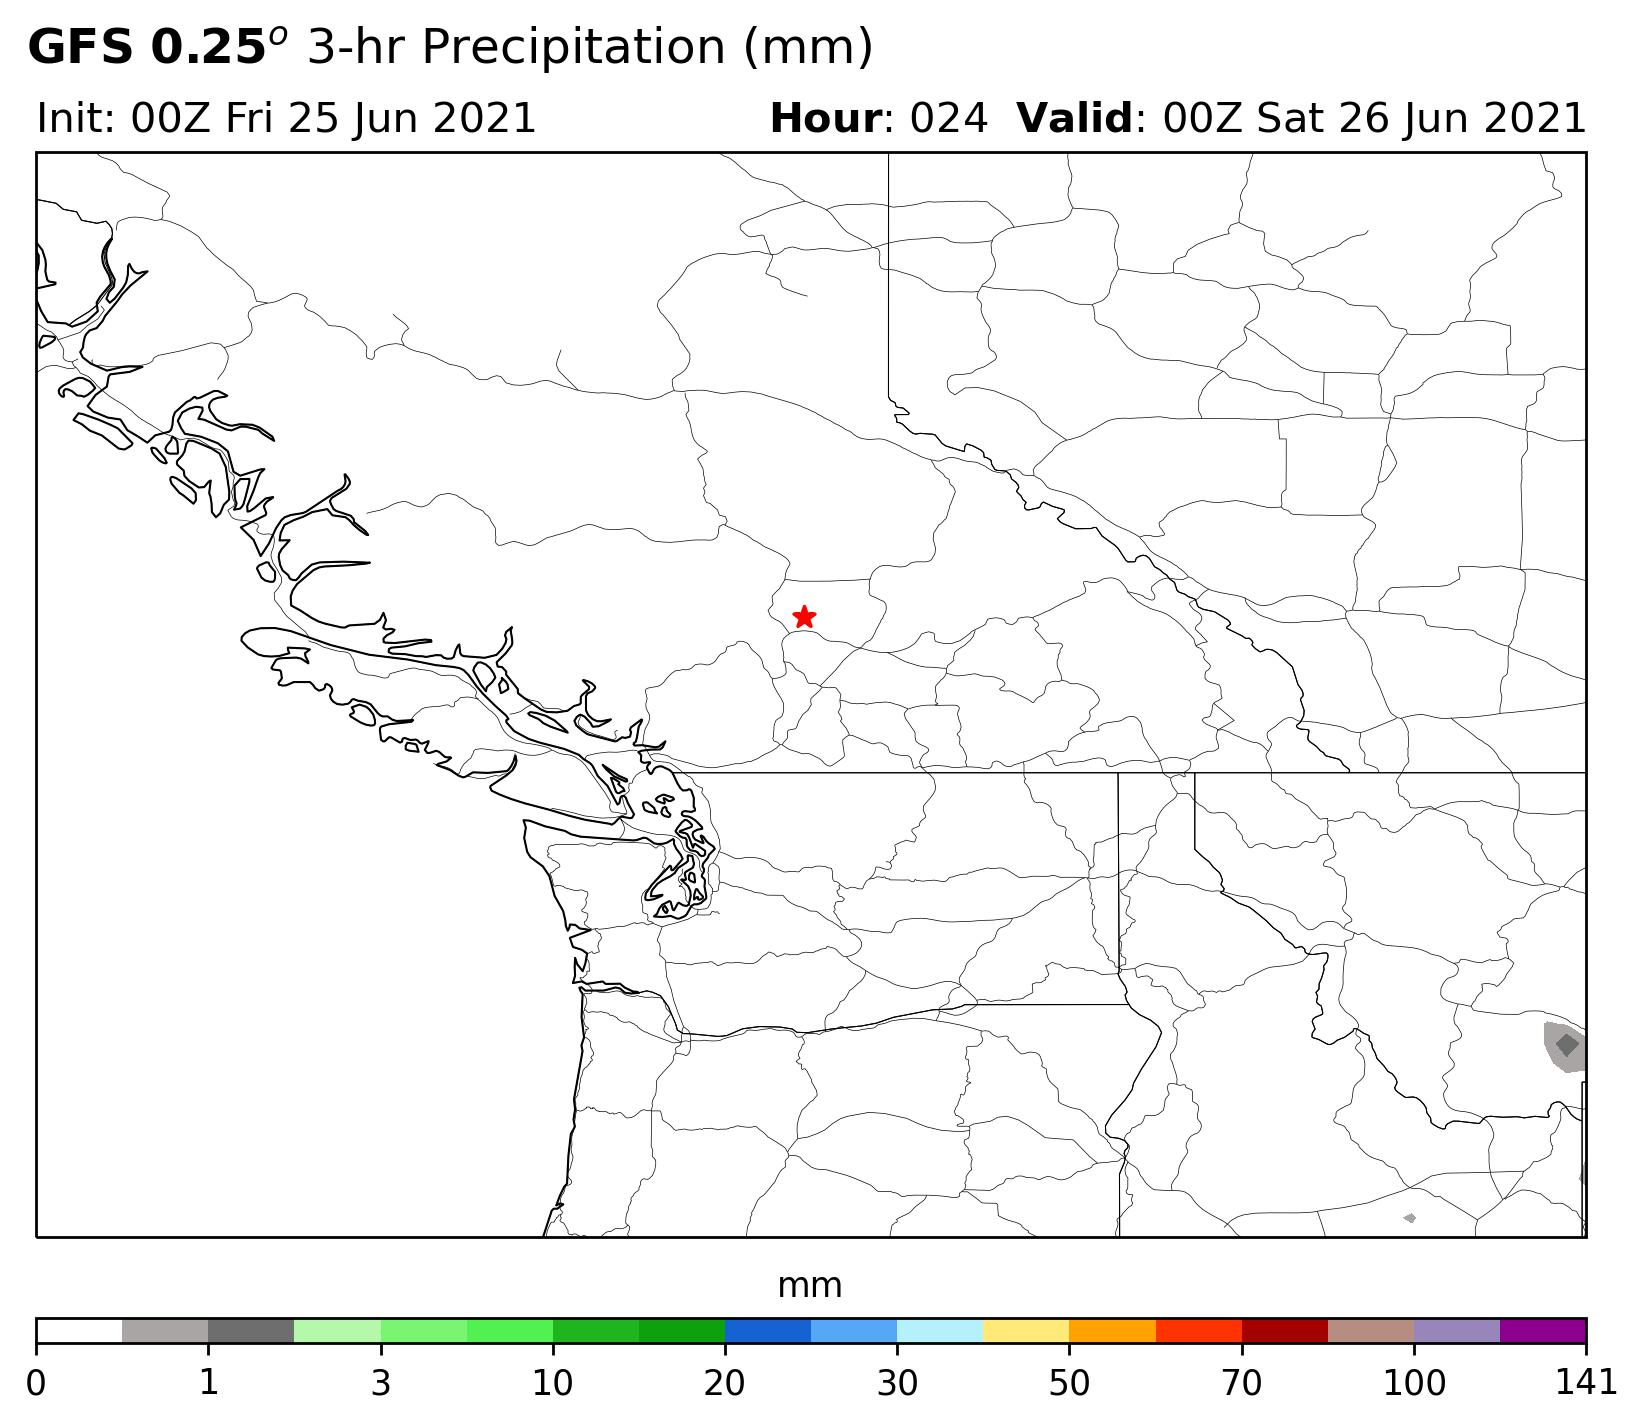 GFS 0.25° 3-hr Precipitation (mm)
Init: 00Z Fri 25 Jun 2021 Hour: 024 Valid: 00Z Sat 26 Jun 2021
mm
0 1 3 10 20 30 50 70 100 141